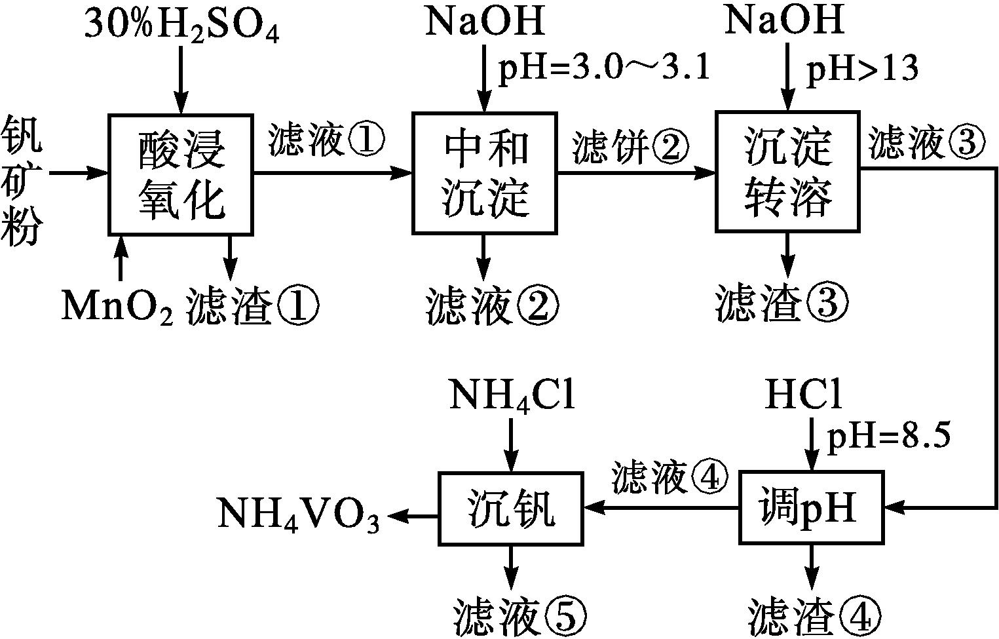 30%H₂SO₄
NaOH
NaOH
pH=3.0～3.1
pH>13
钒矿粉
酸浸
氧化
滤液①
中和
沉淀
滤饼②
沉淀
转溶
滤液③
MnO₂
滤渣①
滤液②
滤渣③
NH₄Cl
HCl
pH=8.5
NH₄VO₃
沉钒
滤液④
调pH
滤液⑤
滤渣④